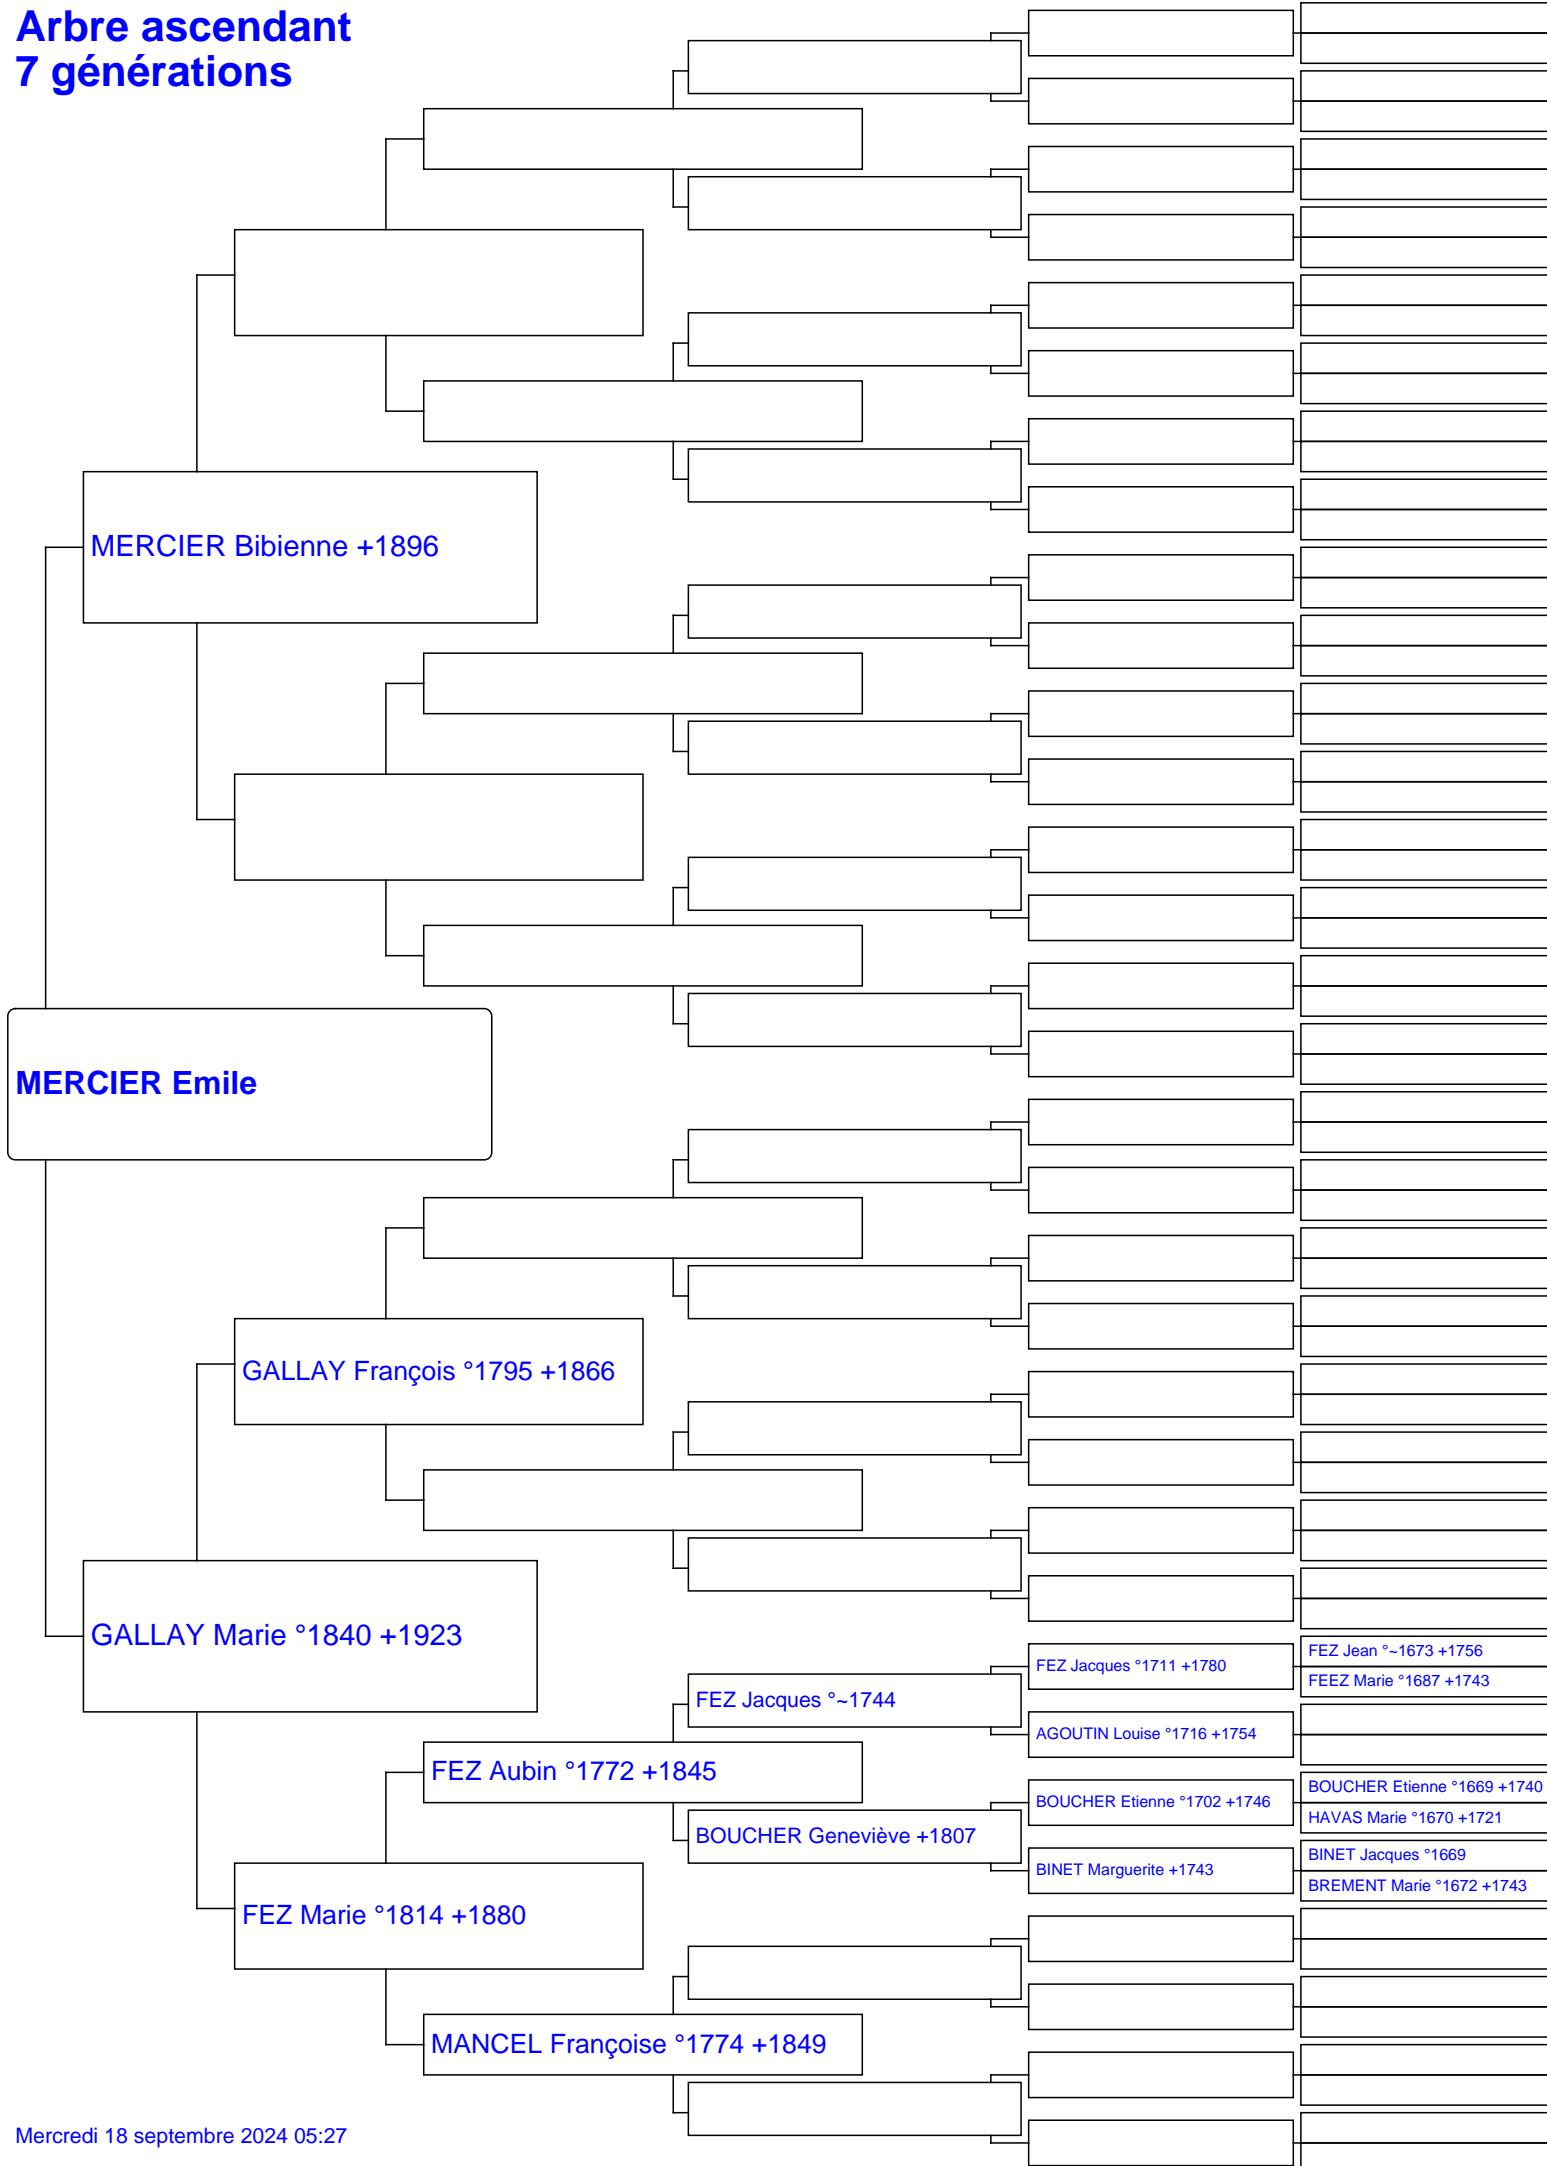 Arbre ascendant
7 générations
MERCIER Bibienne +1896
MERCIER Emile
GALLAY François °1795 +1866
GALLAY Marie °1840 +1923
FEZ Jean °~1673 +1756
FEZ Jacques °1711 +1780
FEEZ Marie °1687 +1743
FEZ Jacques °~1744
AGOUTIN Louise °1716 +1754
FEZ Aubin °1772 +1845
BOUCHER Etienne °1669 +1740
BOUCHER Etienne °1702 +1746
HAVAS Marie °1670 +1721
BOUCHER Geneviève +1807
BINET Jacques °1669
BINET Marguerite +1743
BREMENT Marie °1672 +1743
FEZ Marie °1814 +1880
MANCEL Françoise °1774 +1849
Mercredi 18 septembre 2024 05:27